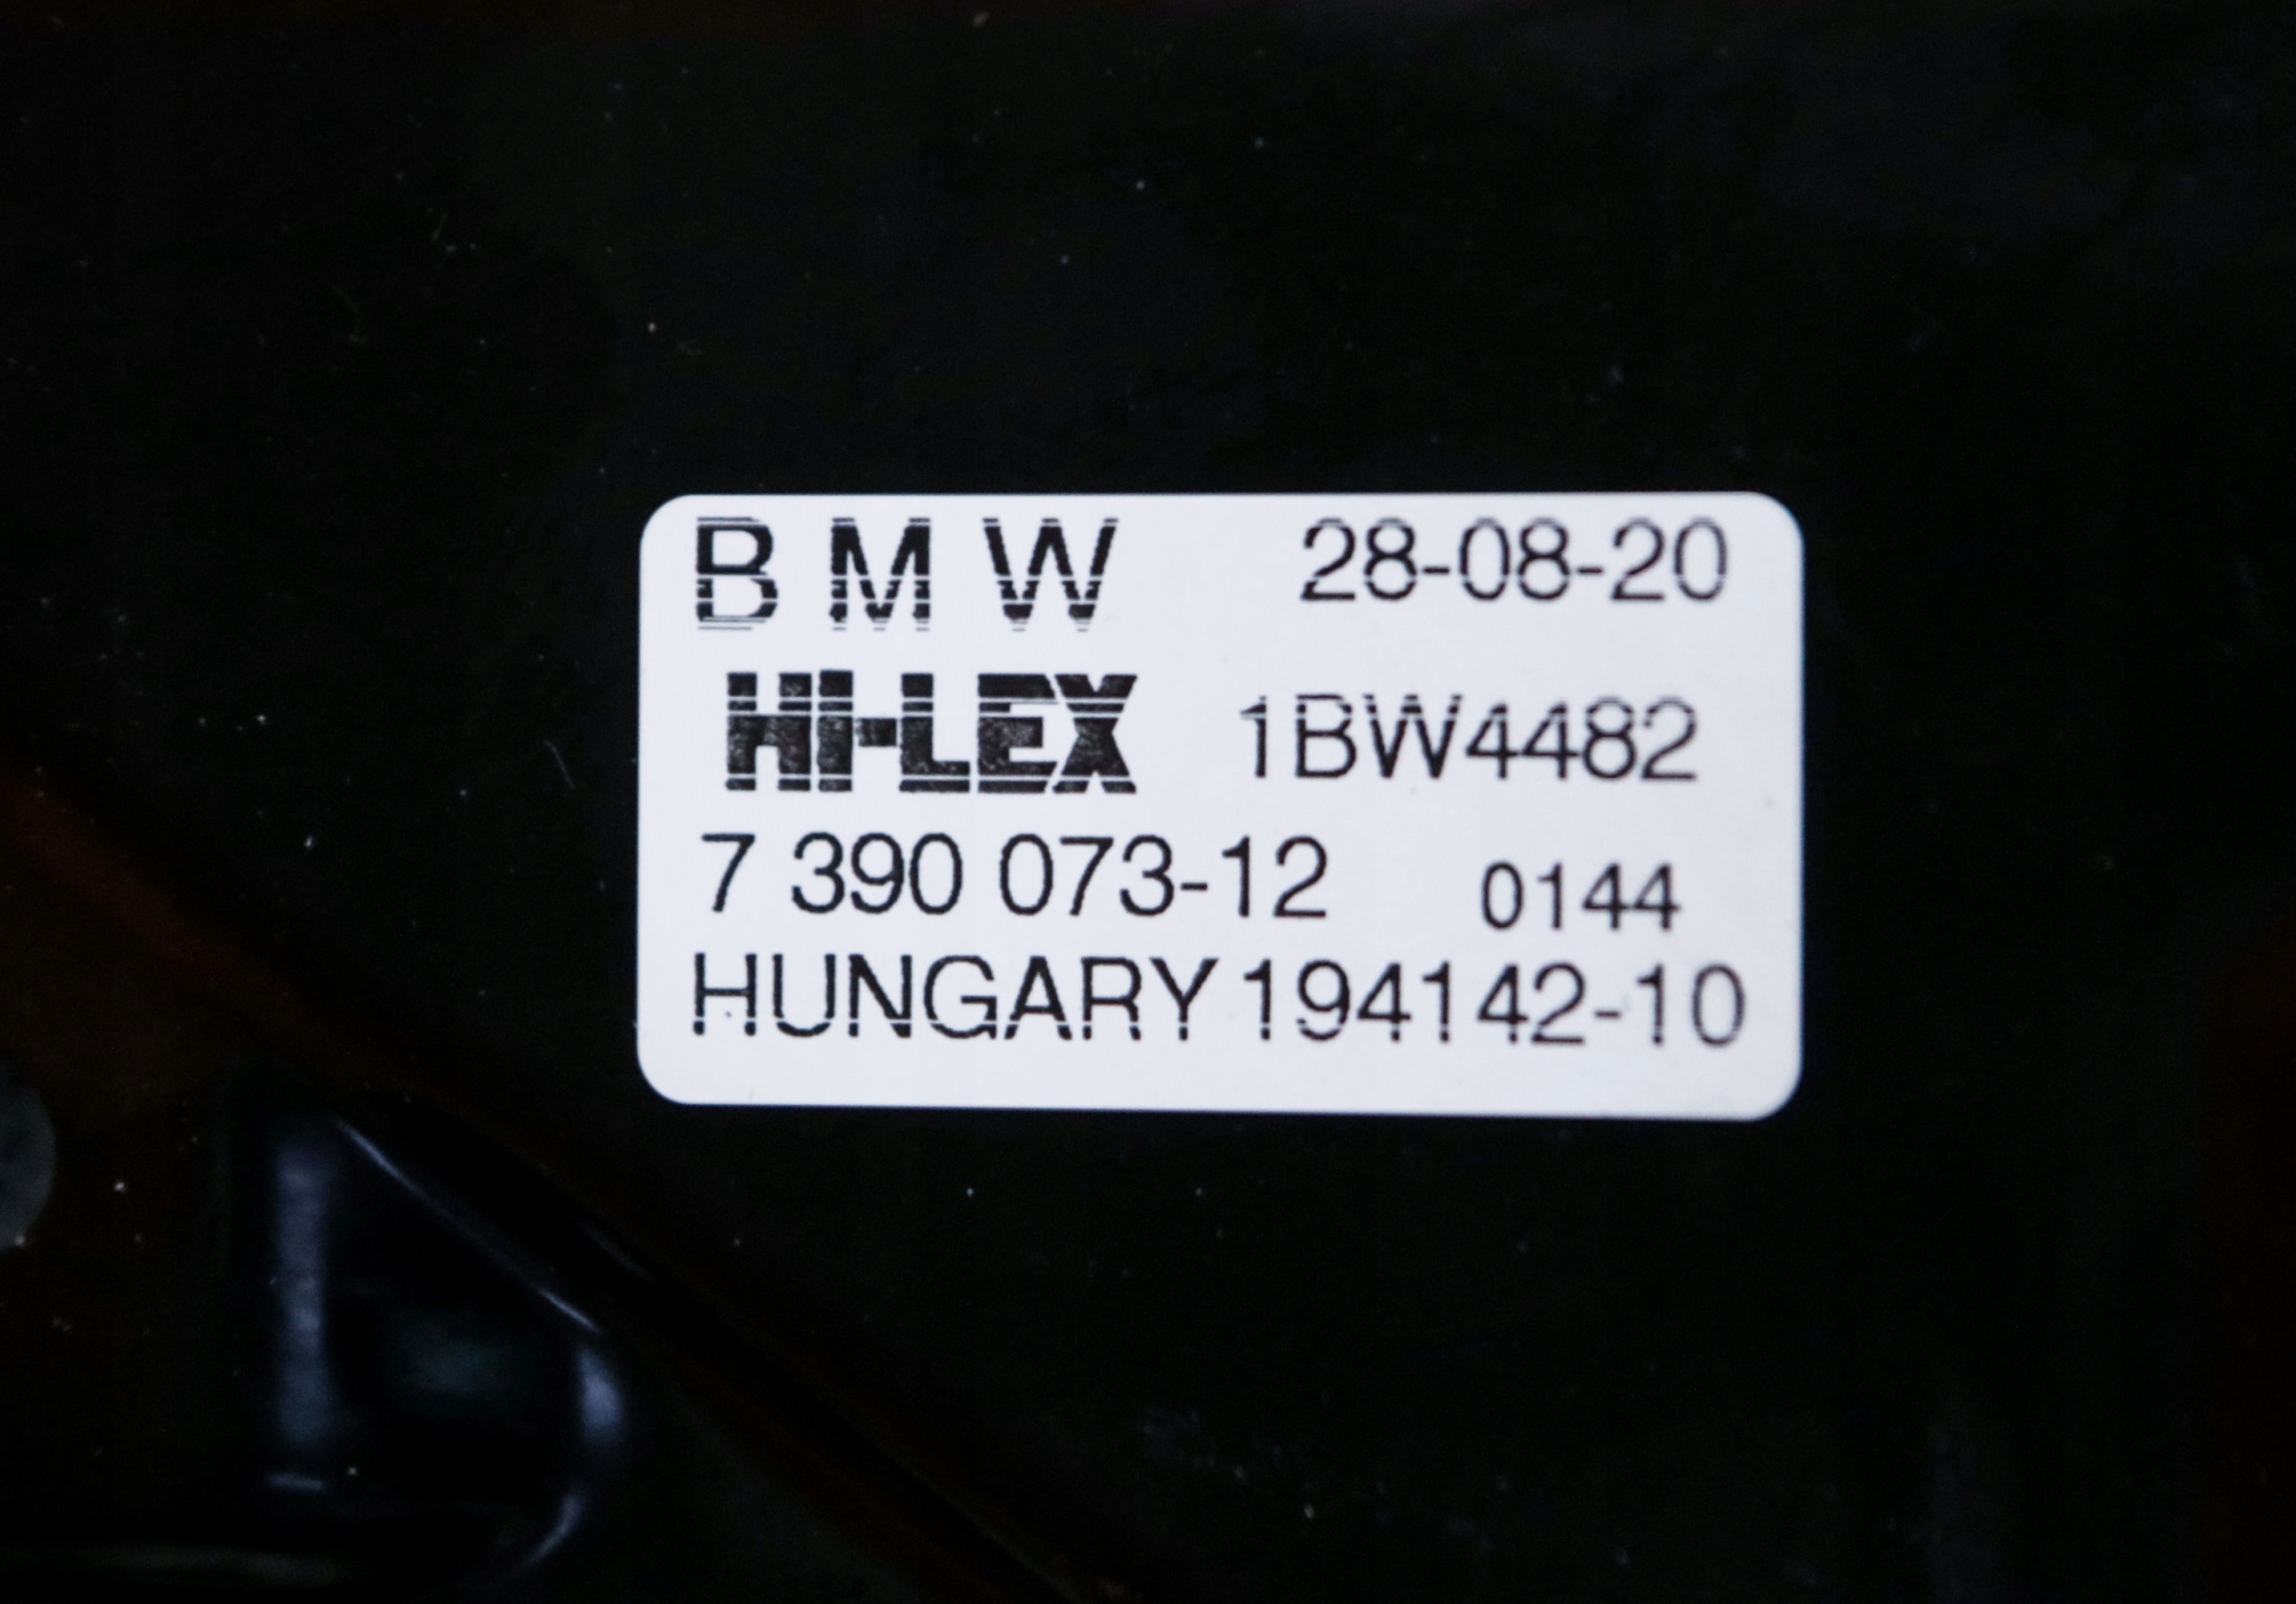 BMW 28-08-20
HI-LEX 1BW4482
7 390 073-12 0144
HUNGARY 194142-10